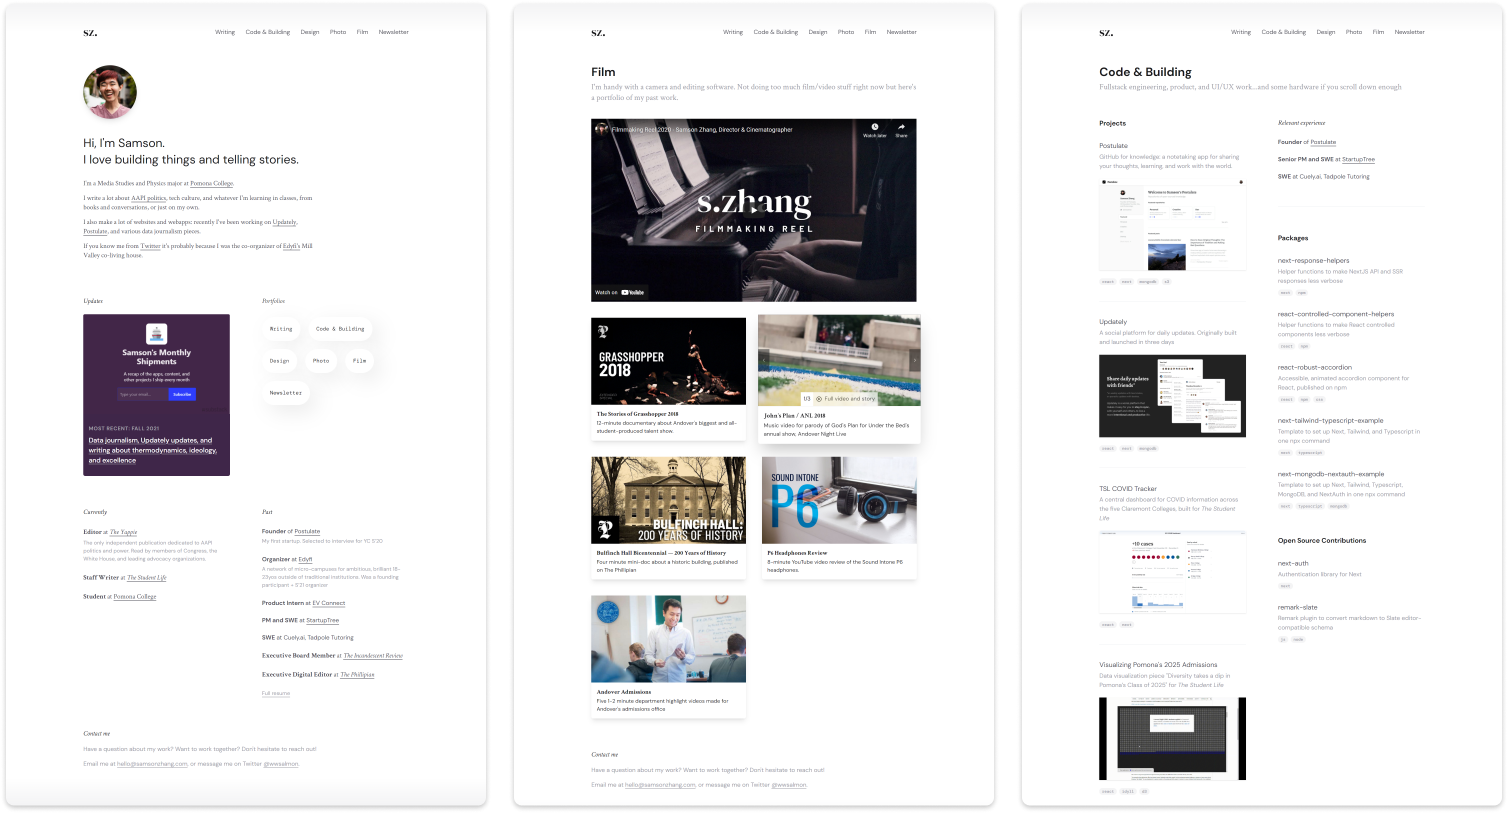 sz.
Writing Code & Building Design Photo Film Newsletter
Hi, I'm Samson.
I love building things and telling stories.
I'm a Media Studies and Physics major at Pomona College.
I write a lot about AAPI politics, tech culture, and whatever I'm learning in classes, from
books and conversations, or just on my own.
I also make a lot of websites and webapps: recently I've been working on Updately,
Postulate, and various data journalism pieces.
If you know me from Twitter it's probably because I was the co-organizer of Edyfi's Mill
Valley co-living house.
Updates
Samson's Monthly
Shipments
A recap of the apps, content, and
other projects I ship every month
Type your email...
Subscribe
MOST RECENT: FALL 2021
Data journalism, Updately updates, and
writing about thermodynamics, ideology,
and excellence
Portfolios
Writing Code & Building
Design Photo Film
Newsletter
Currently
Editor at The Yappie
The only independent publication dedicated to AAPI
politics and power. Read by members of Congress, the
White House, and leading advocacy organizations.
Staff Writer at The Student Life
Student at Pomona College
Past
Founder of Postulate
My first startup. Selected to interview for YC S'20
Organizer at Edyfi
A network of micro-campuses for ambitious, brilliant 18-
23yos outside of traditional institutions. Was a founding
participant + S'21 organizer
Product Intern at EV Connect
PM and SWE at StartupTree
SWE at Cuely.ai, Tadpole Tutoring
Executive Board Member at The Incandescent Review
Executive Digital Editor at The Phillipian
Full resume
Contact me
Have a question about my work? Want to work together? Don't hesitate to reach out!
Email me at hello@samsonzhang.com, or message me on Twitter @wwsalmon.
sz.
Writing Code & Building Design Photo Film Newsletter
Film
I'm handy with a camera and editing software. Not doing too much film/video stuff right now but here's
a portfolio of my past work.
Filmmaking Reel 2020 - Samson Zhang, Director & Cinematographer
Watch later Share
s.zhang
FILMMAKING REEL
Watch on YouTube
GRASSHOPPER
2018
The Stories of Grasshopper 2018
12-minute documentary about Andover's biggest and all-
student-produced talent show.
1/3 Full video and story
John's Plan / ANL 2018
Music video for parody of God's Plan for Under the Bed's
annual show, Andover Night Live
BULFINCH HALL:
200 YEARS OF HISTORY
Bulfinch Hall Bicentennial — 200 Years of History
Four minute mini-doc about a historic building, published
on The Phillipian
SOUND INTONE
P6
P6 Headphones Review
8-minute YouTube video review of the Sound Intone P6
headphones.
Andover Admissions
Five 1-2 minute department highlight videos made for
Andover's admissions office
Contact me
Have a question about my work? Want to work together? Don't hesitate to reach out!
Email me at hello@samsonzhang.com, or message me on Twitter @wwsalmon.
sz.
Writing Code & Building Design Photo Film Newsletter
Code & Building
Fullstack engineering, product, and UI/UX work...and some hardware if you scroll down enough
Projects
Postulate
GitHub for knowledge: a notetaking app for sharing
your thoughts, learning, and work with the world.
react next mongodb s3
Updately
A social platform for daily updates. Originally built
and launched in three days
Share daily updates
with friends
react next mongodb
TSL COVID Tracker
A central dashboard for COVID information across
the five Claremont Colleges, built for The Student
Life
+10 cases
react next
Visualizing Pomona's 2025 Admissions
Data visualization piece "Diversity takes a dip in
Pomona's Class of 2025" for The Student Life
react idyll d3
Relevant experience
Founder of Postulate
Senior PM and SWE at StartupTree
SWE at Cuely.ai, Tadpole Tutoring
Packages
next-response-helpers
Helper functions to make NextJS API and SSR
responses less verbose
next npm
react-controlled-component-helpers
Helper functions to make React controlled
components less verbose
react npm
react-robust-accordion
Accessible, animated accordion component for
React, published on npm
react npm css
next-tailwind-typescript-example
Template to set up Next, Tailwind, and Typescript in
one npx command
next typescript
next-mongodb-nextauth-example
Template to set up Next, Tailwind, Typescript,
MongoDB, and NextAuth in one npx command
next typescript mongodb
Open Source Contributions
next-auth
Authentication library for Next
next
remark-slate
Remark plugin to convert markdown to Slate editor-
compatible schema
js node